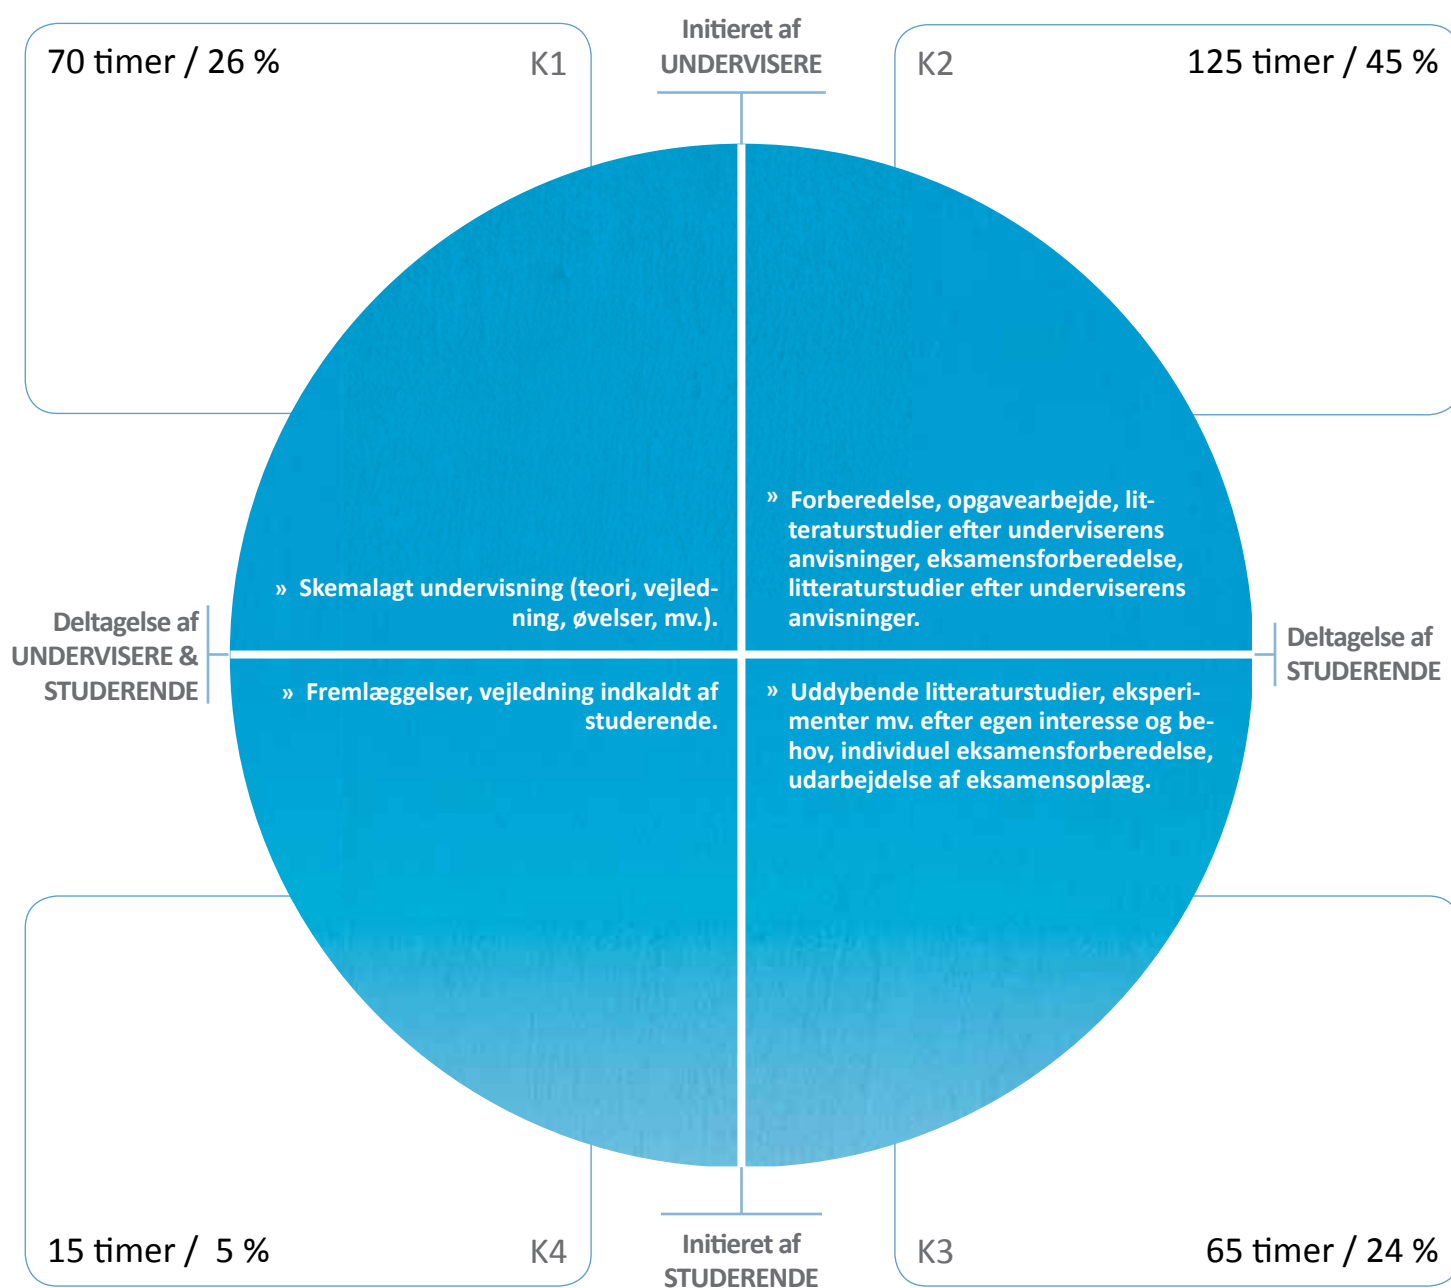 70 timer / 26 %
K1
Initieret af
UNDERVISERE
K2
125 timer / 45 %
» Skemalagt undervisning (teori, vejled-
ning, øvelser, mv.).
» Forberedelse, opgavearbejde, lit-
teraturstudier efter underviserens
anvisninger, eksamensforberedelse,
litteraturstudier efter underviserens
anvisninger.
Deltagelse af
UNDERVISERE &
STUDERENDE
Deltagelse af
STUDERENDE
» Fremlæggelser, vejledning indkaldt af
studerende.
» Uddybende litteraturstudier, eksperi-
menter mv. efter egen interesse og be-
hov, individuel eksamensforberedelse,
udarbejdelse af eksamensoplæg.
15 timer /  5 %
K4
Initieret af
STUDERENDE
K3
65 timer / 24 %